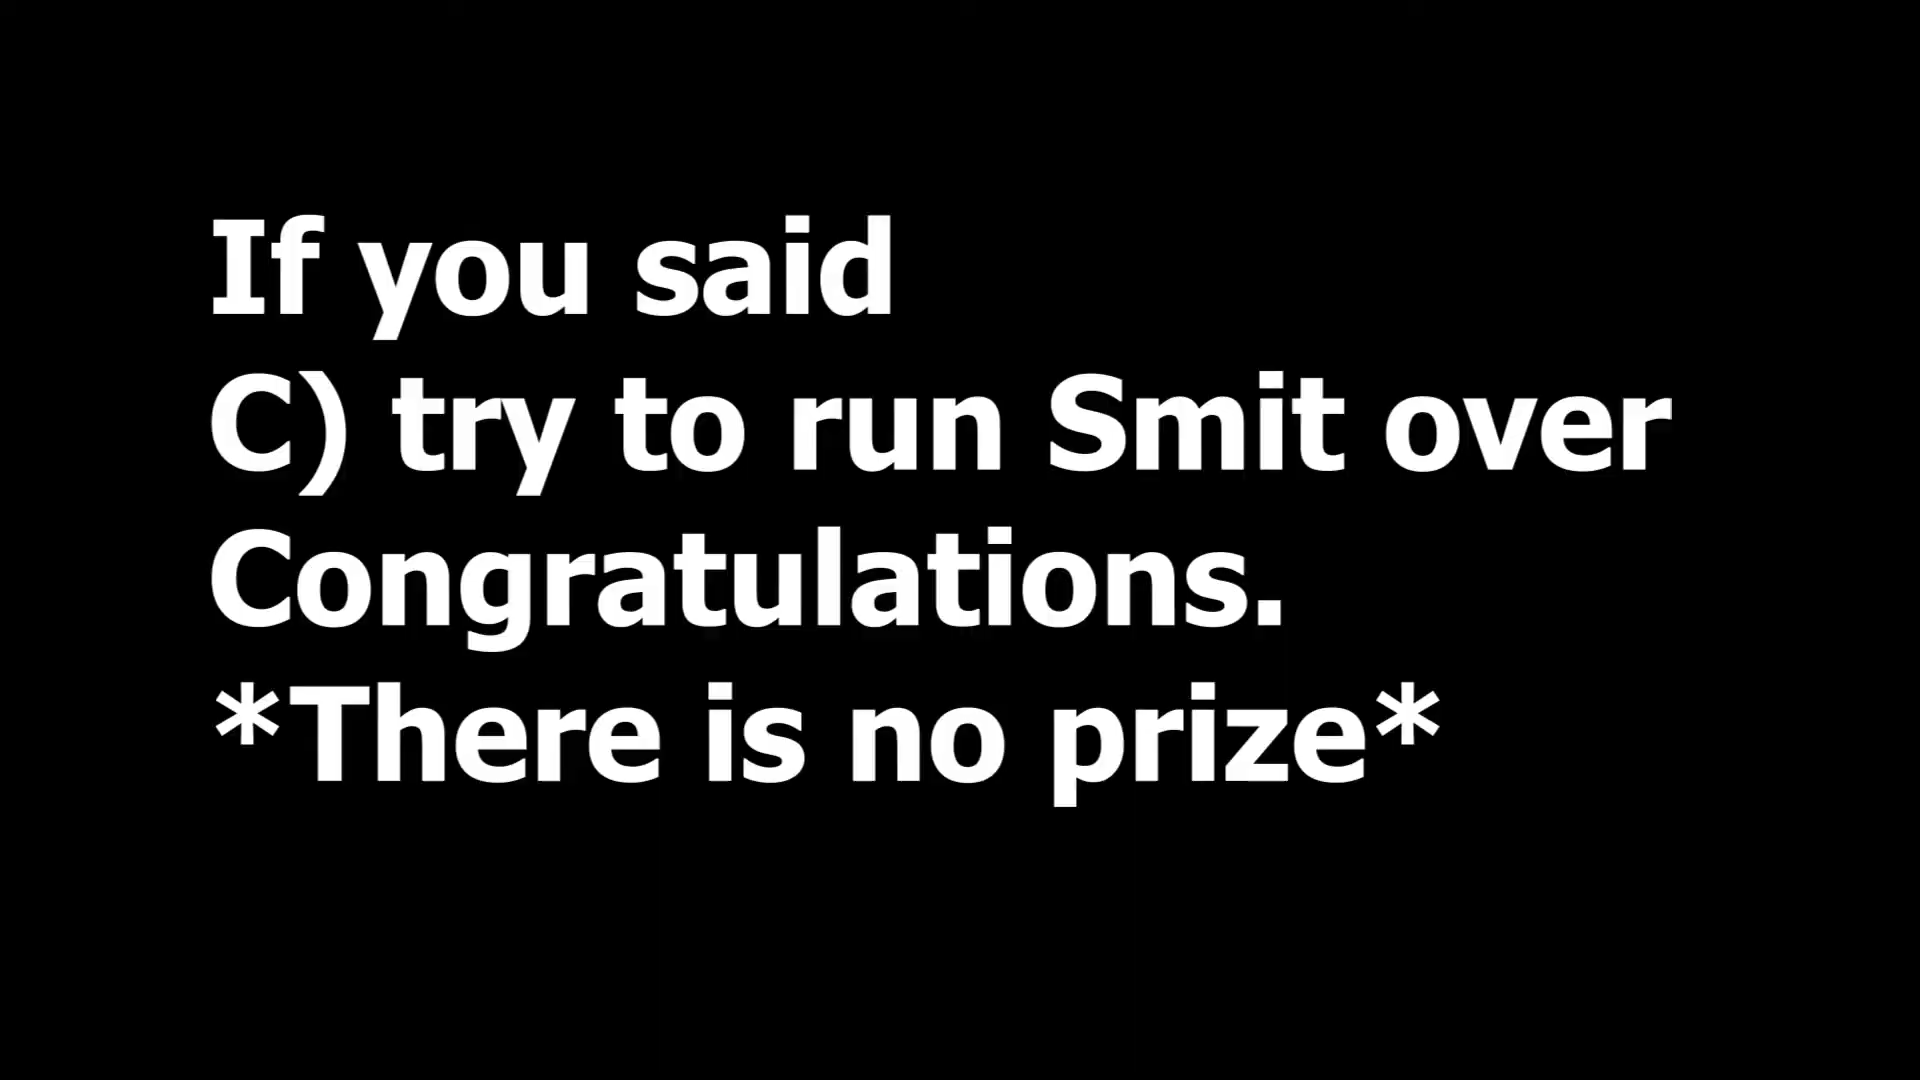 If you said
C) try to run Smit over
Congratulations.
*There is no prize*